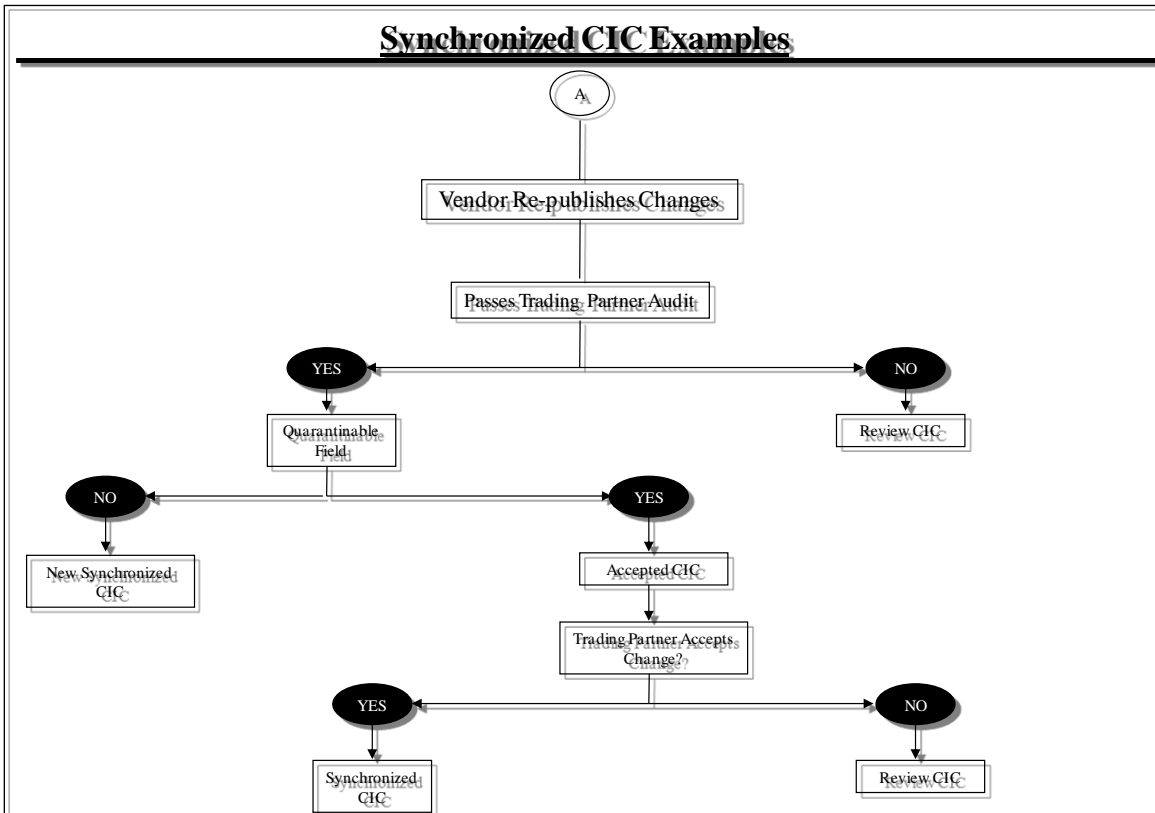 Synchronized CIC Examples
A
Vendor Re-publishes Changes
Passes Trading Partner Audit
YES
NO
Quarantinable
Field
Review CIC
NO
YES
New Synchronized
CIC
Accepted CIC
Trading Partner Accepts
Change?
YES
NO
Synchronized
CIC
Review CIC